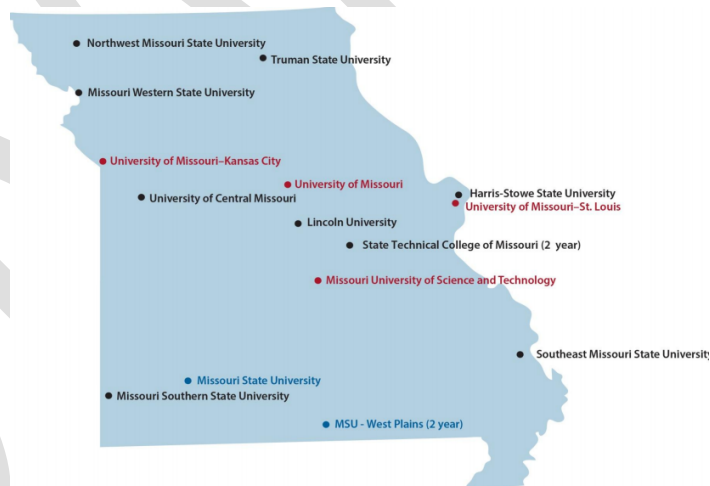 Northwest Missouri State University
Truman State University
Missouri Western State University
University of Missouri–Kansas City
University of Missouri
University of Central Missouri
Harris-Stowe State University
University of Missouri–St. Louis
Lincoln University
State Technical College of Missouri (2 year)
Missouri University of Science and Technology
Southeast Missouri State University
Missouri State University
Missouri Southern State University
MSU - West Plains (2 year)